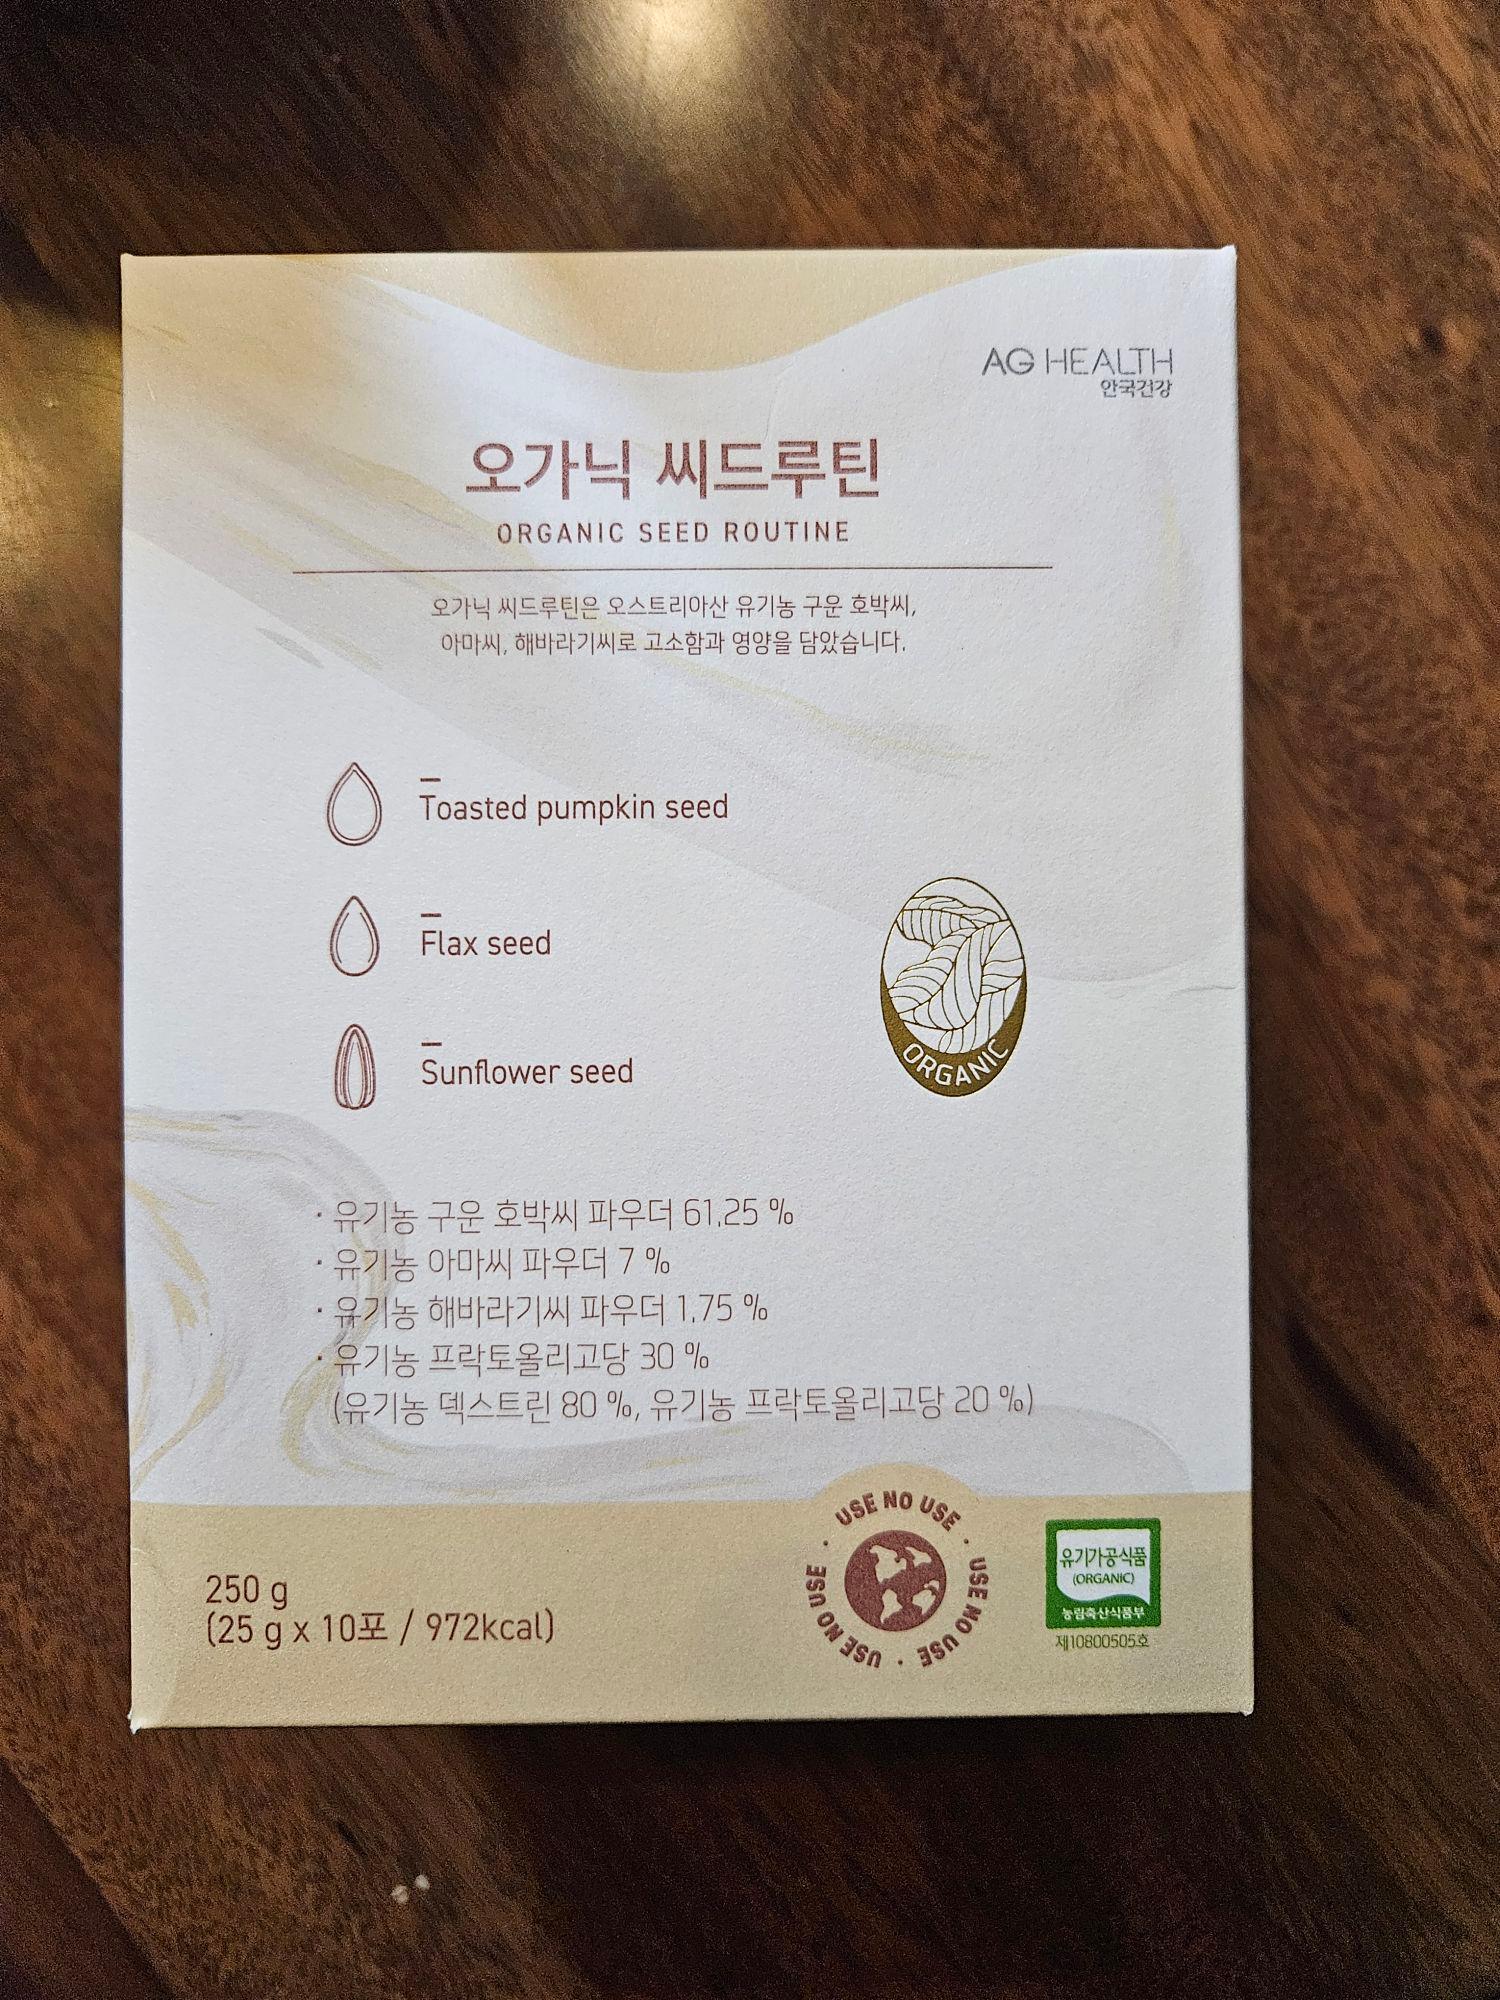 AG HEALTH
안국건강
오가닉 씨드루틴
ORGANIC SEED ROUTINE
오가닉 씨드루틴은 오스트리아산 유기농 구운 호박씨,
아마씨, 해바라기씨로 고소함과 영양을 담았습니다.
Toasted pumpkin seed
Flax seed
Sunflower seed
ORGANIC
· 유기농 구운 호박씨 파우더 61.25 %
· 유기농 아마씨 파우더 7 %
· 유기농 해바라기씨 파우더 1.75 %
· 유기농 프락토올리고당 30 %
(유기농 덱스트린 80 %, 유기농 프락토올리고당 20 %)
250 g
(25 g x 10포 / 972kcal)
USE NO USE · USE NO USE · USE NO USE · USE NO USE ·
유기가공식품
(ORGANIC)
농림축산식품부
제10800505호